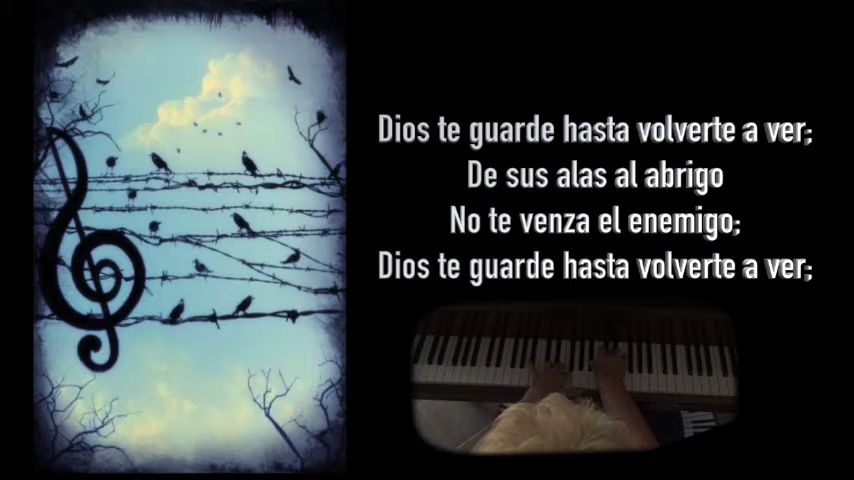 Dios te guarde hasta volverte a ver;
De sus alas al abrigo
No te venza el enemigo;
Dios te guarde hasta volverte a ver;